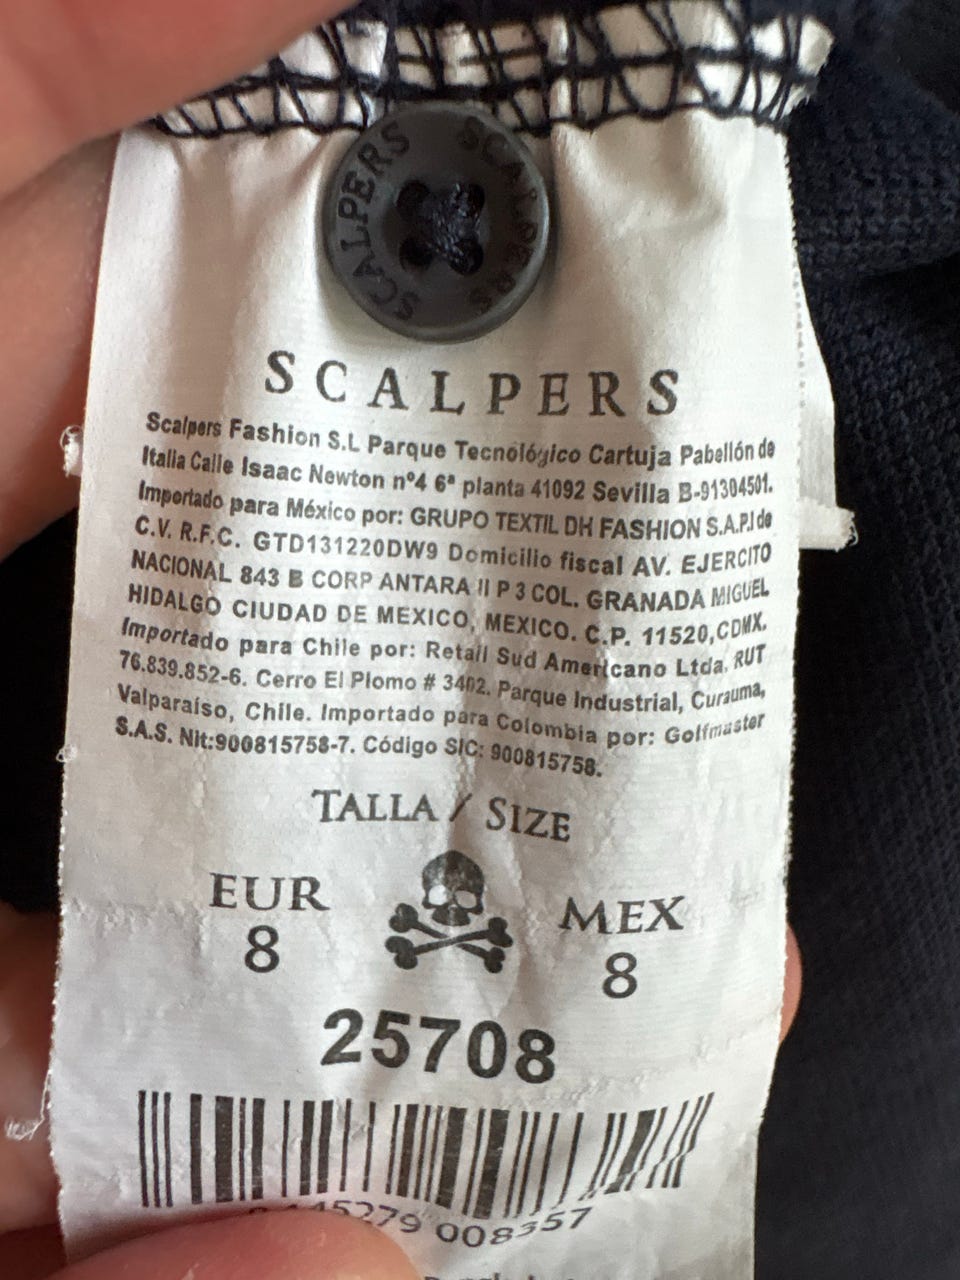 SCALPERS
SCALPERS
SCALPERS
Scalpers Fashion S.L Parque Tecnológico Cartuja Pabellón de
Italia Calle Isaac Newton nº4 6ª planta 41092 Sevilla B-91304501.
Importado para México por: GRUPO TEXTIL DH FASHION S.A.P.I de
C.V. R.F.C. GTD131220DW9 Domicilio fiscal AV. EJERCITO
NACIONAL 843 B CORP ANTARA II P 3 COL. GRANADA MIGUEL
HIDALGO CIUDAD DE MEXICO, MEXICO. C.P. 11520,CDMX.
Importado para Chile por: Retail Sud Americano Ltda. RUT
76.839.852-6. Cerro El Plomo # 3402. Parque Industrial, Curauma,
Valparaíso, Chile. Importado para Colombia por: Golfmaster
S.A.S. Nit:900815758-7. Código SIC: 900815758.
TALLA / SIZE
EUR MEX
8 8
25708
445279 008357